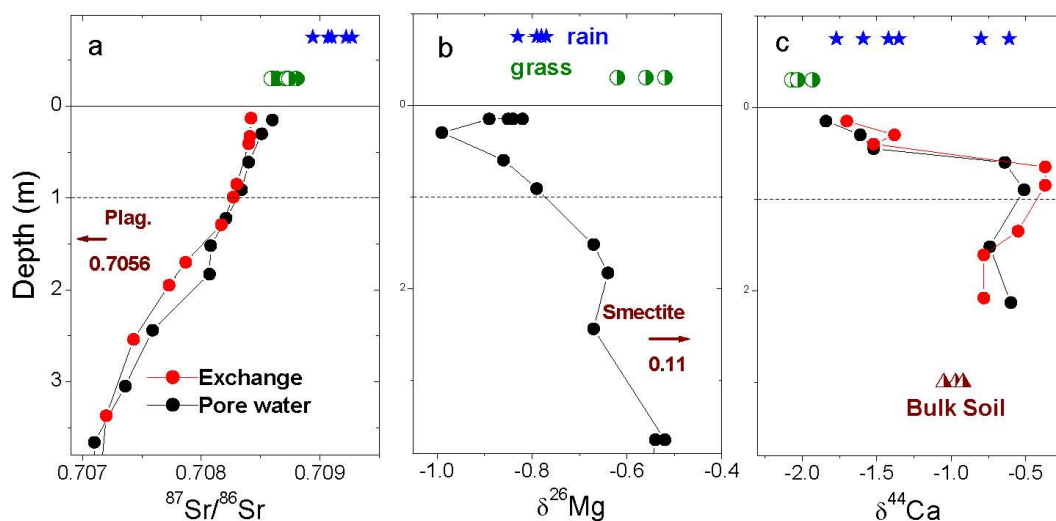 a
Depth (m)
0
1
2
3
Plag.
0.7056
Exchange
Pore water
0.707
0.708
0.709
⁸⁷Sr/⁸⁶Sr
b
rain
grass
0
2
Smectite
0.11
-1.0
-0.8
-0.6
-0.4
δ²⁶Mg
c
0
2
Bulk Soil
-2.0
-1.5
-1.0
-0.5
δ⁴⁴Ca